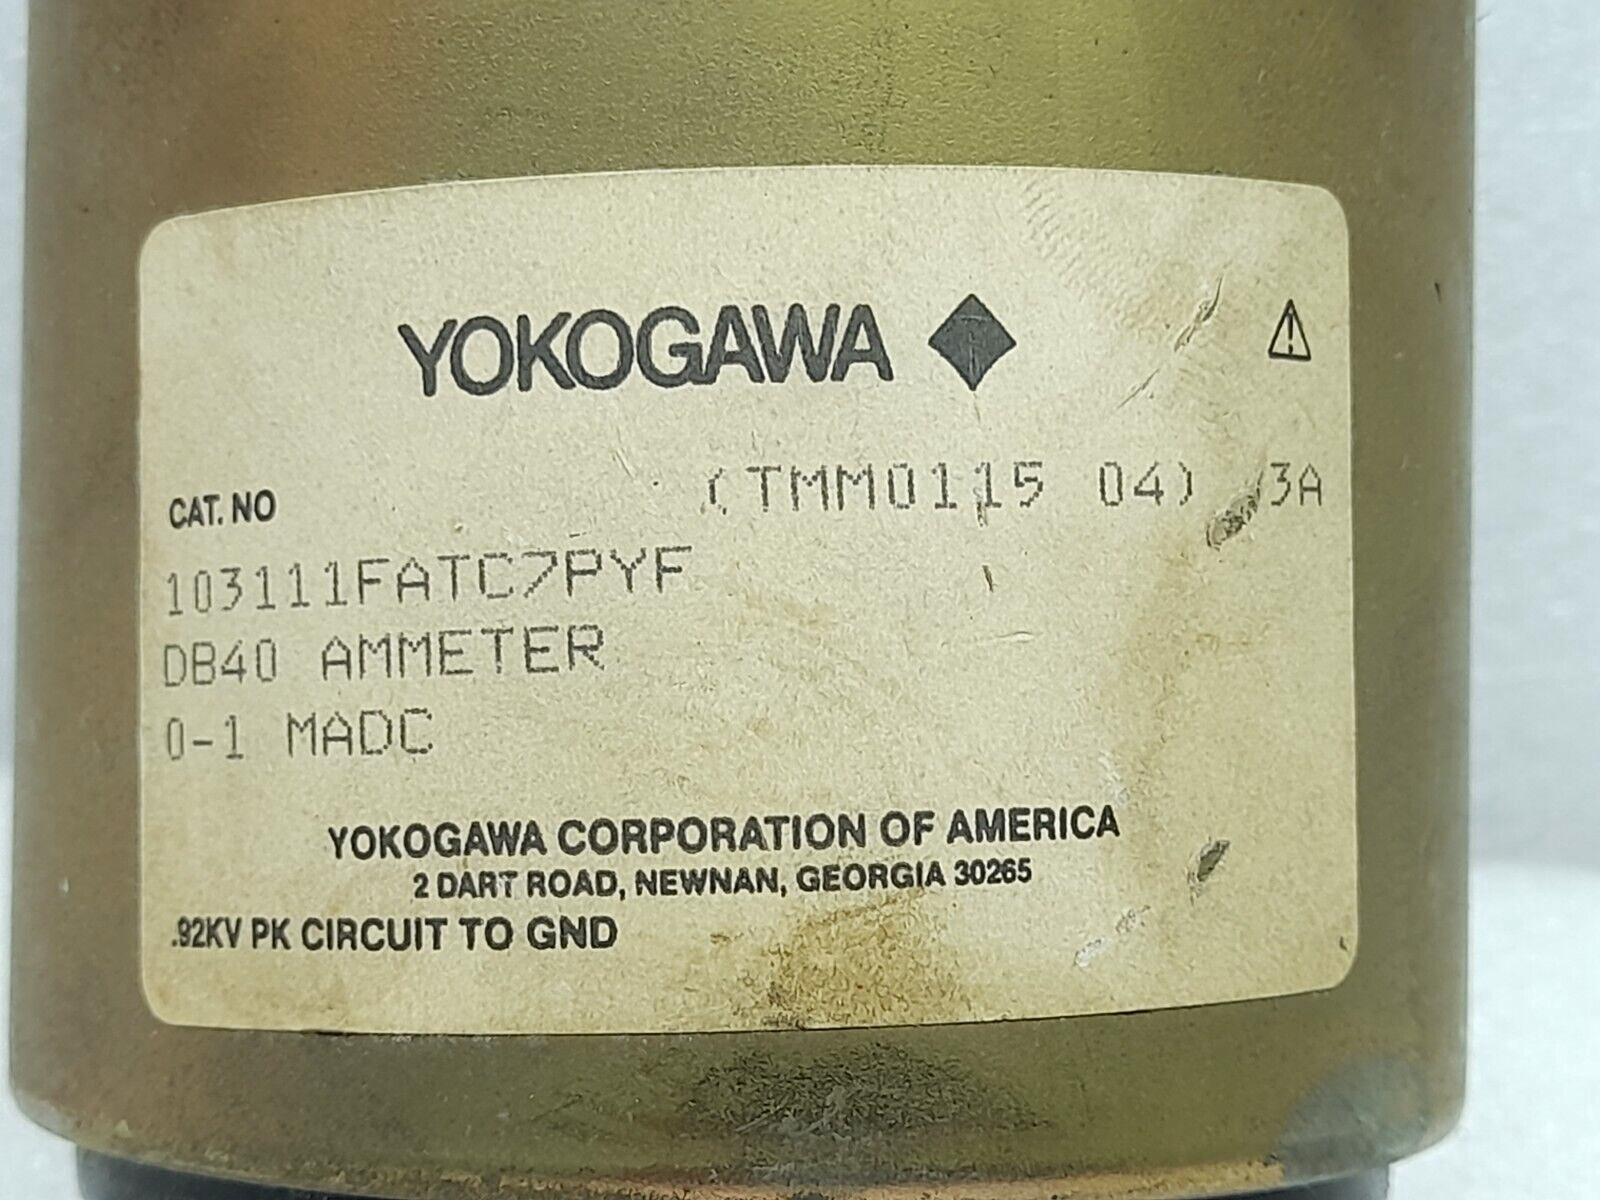 YOKOGAWA
CAT. NO (TMM0115 04) 3A
103111FATC7PYF
DB40 AMMETER
0-1 MADC
YOKOGAWA CORPORATION OF AMERICA
2 DART ROAD, NEWNAN, GEORGIA 30265
.92KV PK CIRCUIT TO GND